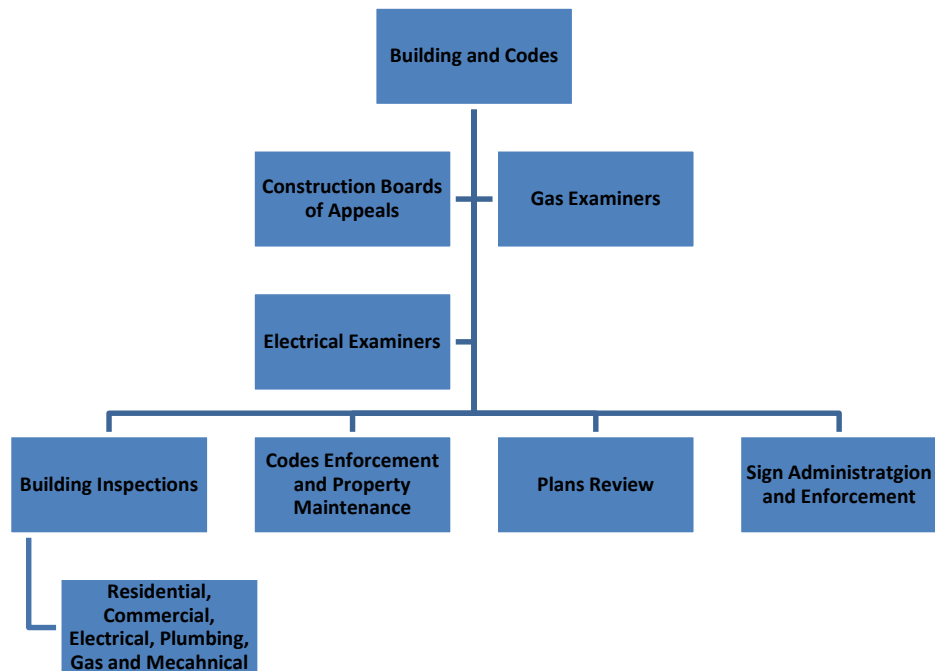 Building and Codes
Construction Boards
of Appeals
Gas Examiners
Electrical Examiners
Building Inspections
Codes Enforcement
and Property
Maintenance
Plans Review
Sign Administratgion
and Enforcement
Residential,
Commercial,
Electrical, Plumbing,
Gas and Mecahnical